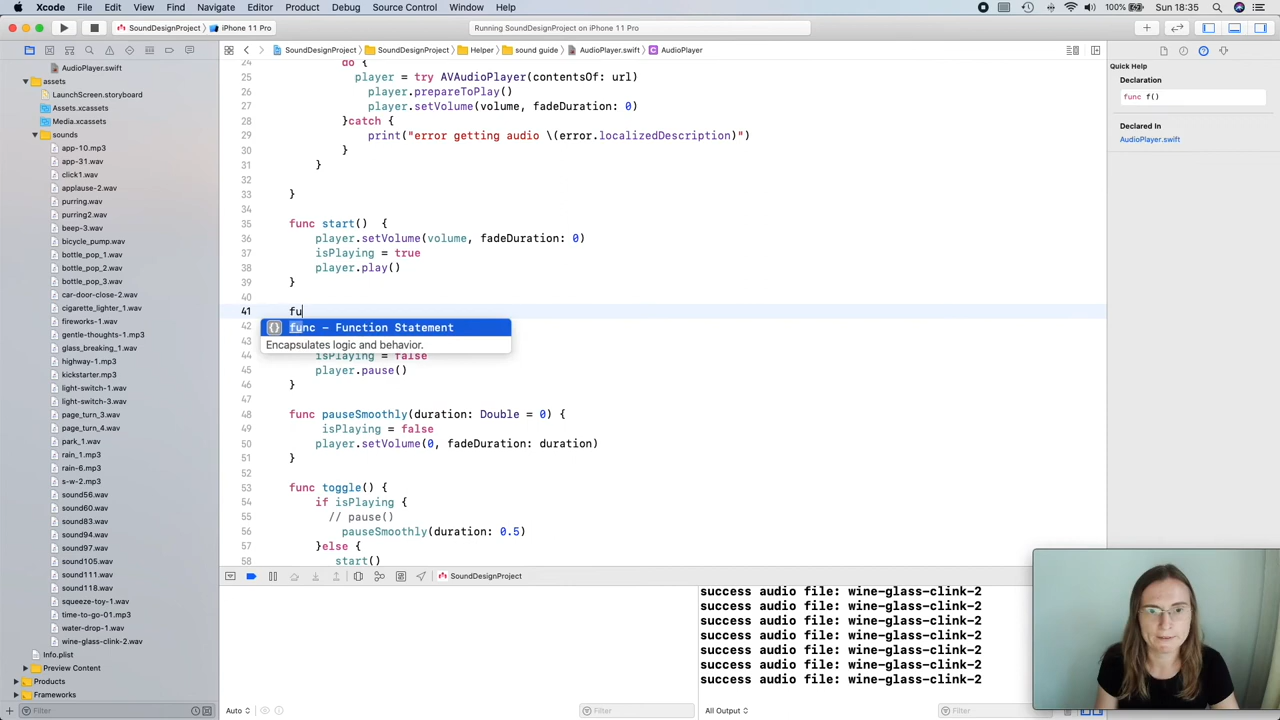 Xcode File Edit View Find Navigate Editor Product Debug Source Control Window Help 100% Sun 18:35
SoundDesignProject iPhone 11 Pro Running SoundDesignProject on iPhone 11 Pro
SoundDesignProject SoundDesignProject Helper sound guide AudioPlayer.swift C AudioPlayer
AudioPlayer.swift
assets
LaunchScreen.storyboard
Assets.xcassets
Media.xcassets
sounds
app-10.mp3
app-31.wav
click1.wav
applause-2.wav
purring.wav
purring2.wav
beep-3.wav
bicycle_pump.wav
bottle_pop_1.wav
bottle_pop_2.wav
bottle_pop_3.wav
car-door-close-2.wav
cigarette_lighter_1.wav
fireworks-1.wav
gentle-thoughts-1.mp3
glass_breaking_1.wav
highway-1.mp3
kickstarter.mp3
light-switch-1.wav
light-switch-3.wav
page_turn_3.wav
page_turn_4.wav
park_1.wav
rain_1.mp3
rain-6.mp3
s-w-2.mp3
sound56.wav
sound60.wav
sound83.wav
sound94.wav
sound97.wav
sound105.wav
sound111.wav
sound118.wav
squeeze-toy-1.wav
time-to-go-01.mp3
water-drop-1.wav
wine-glass-clink-2.wav
Info.plist
Preview Content
Products
Frameworks
Filter
24 do {
25 player = try AVAudioPlayer(contentsOf: url)
26 player.prepareToPlay()
27 player.setVolume(volume, fadeDuration: 0)
28 }catch {
29 print("error getting audio \(error.localizedDescription)")
30 }
31 }
32
33 }
34
35 func start() {
36 player.setVolume(volume, fadeDuration: 0)
37 isPlaying = true
38 player.play()
39 }
40
41 fu
42 {} func – Function Statement
43 Encapsulates logic and behavior.
44 isPlaying = false
45 player.pause()
46 }
47
48 func pauseSmoothly(duration: Double = 0) {
49 isPlaying = false
50 player.setVolume(0, fadeDuration: duration)
51 }
52
53 func toggle() {
54 if isPlaying {
55 // pause()
56 pauseSmoothly(duration: 0.5)
57 }else {
58 start()
SoundDesignProject
success audio file: wine-glass-clink-2
success audio file: wine-glass-clink-2
success audio file: wine-glass-clink-2
success audio file: wine-glass-clink-2
success audio file: wine-glass-clink-2
success audio file: wine-glass-clink-2
success audio file: wine-glass-clink-2
Auto Filter All Output Filter
Quick Help
Declaration
func f()
Declared In
AudioPlayer.swift